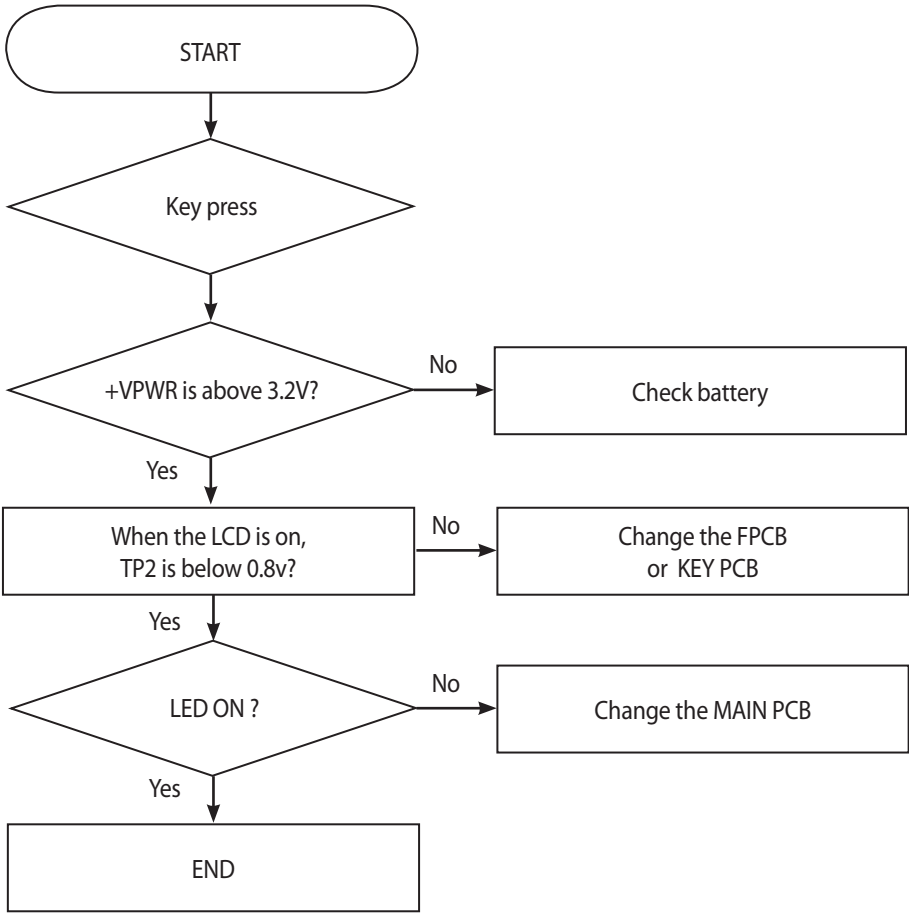 START
Key press
+VPWR is above 3.2V?
No
Check battery
Yes
When the LCD is on,
TP2 is below 0.8v?
No
Change the FPCB
or KEY PCB
Yes
LED ON ?
No
Change the MAIN PCB
Yes
END